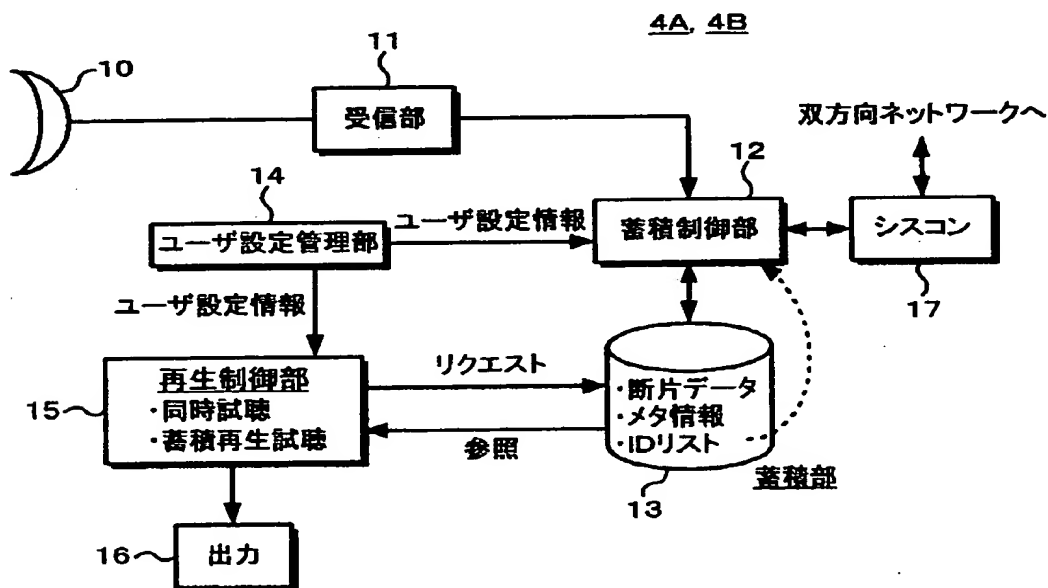 4A, 4B
10
11
受信部
双方向ネットワークへ
12
14
ユーザ設定情報
蓄積制御部
シスコン
ユーザ設定管理部
17
ユーザ設定情報
リクエスト
再生制御部
・同時試聴
・蓄積再生試聴
15
・断片データ
・メタ情報
・IDリスト
参照
蓄積部
13
16
出力